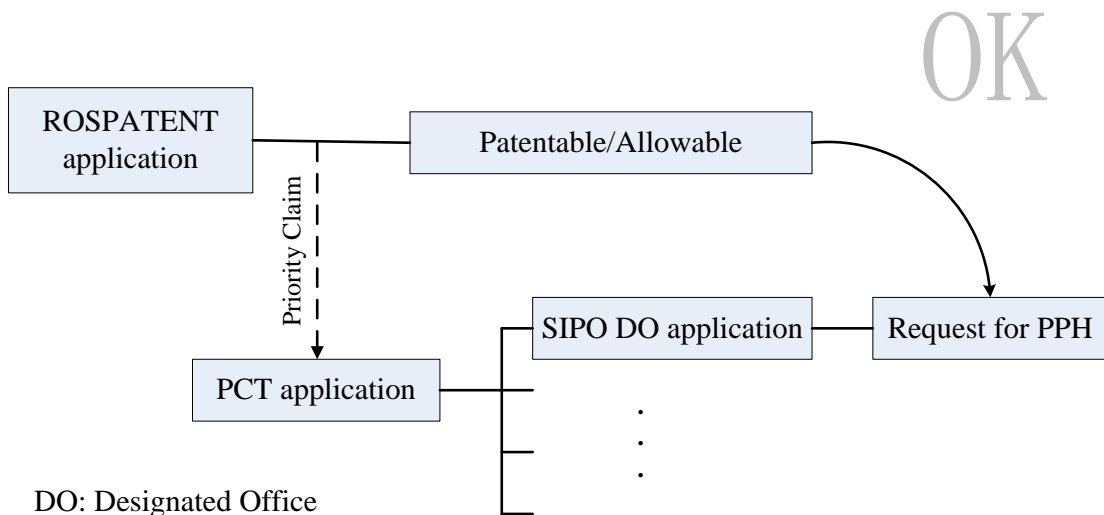 OK
ROSPATENT
application
Patentable/Allowable
Priority Claim
SIPO DO application
Request for PPH
PCT application
DO: Designated Office